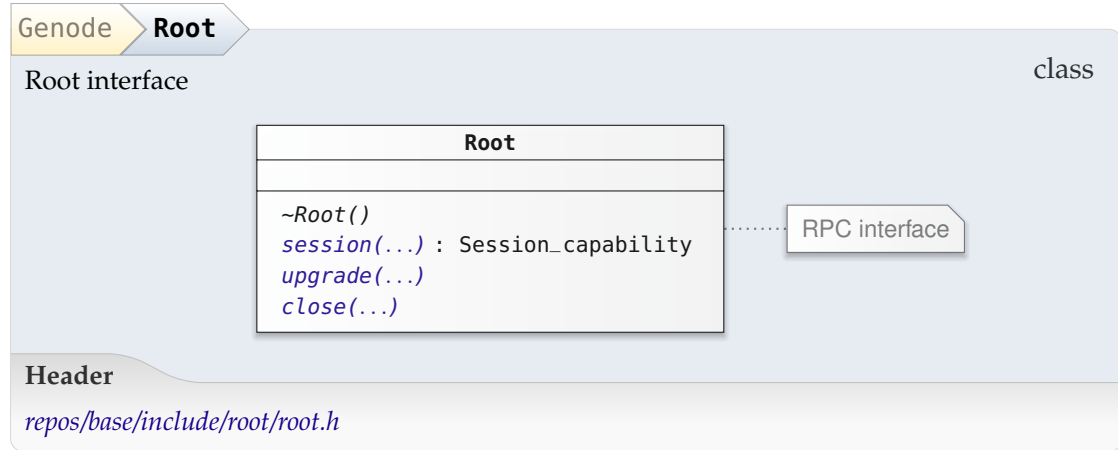 Genode Root
Root interface
class
Root
~Root()
session(...) : Session_capability
upgrade(...)
close(...)
RPC interface
Header
repos/base/include/root/root.h